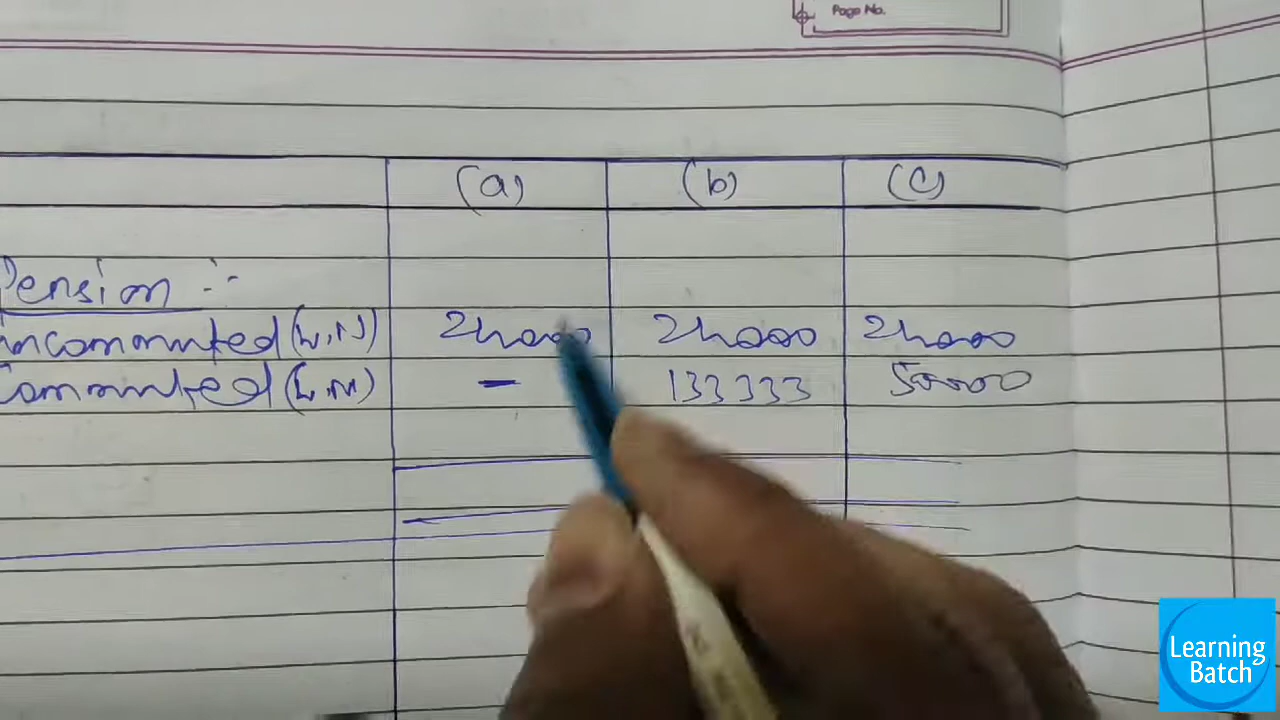 Page No.
(a) (b) (c)
Pension :-
uncommuted (W.N) 24000 24000 24000
Commuted (W.N) - 133333 50000
Learning
Batch